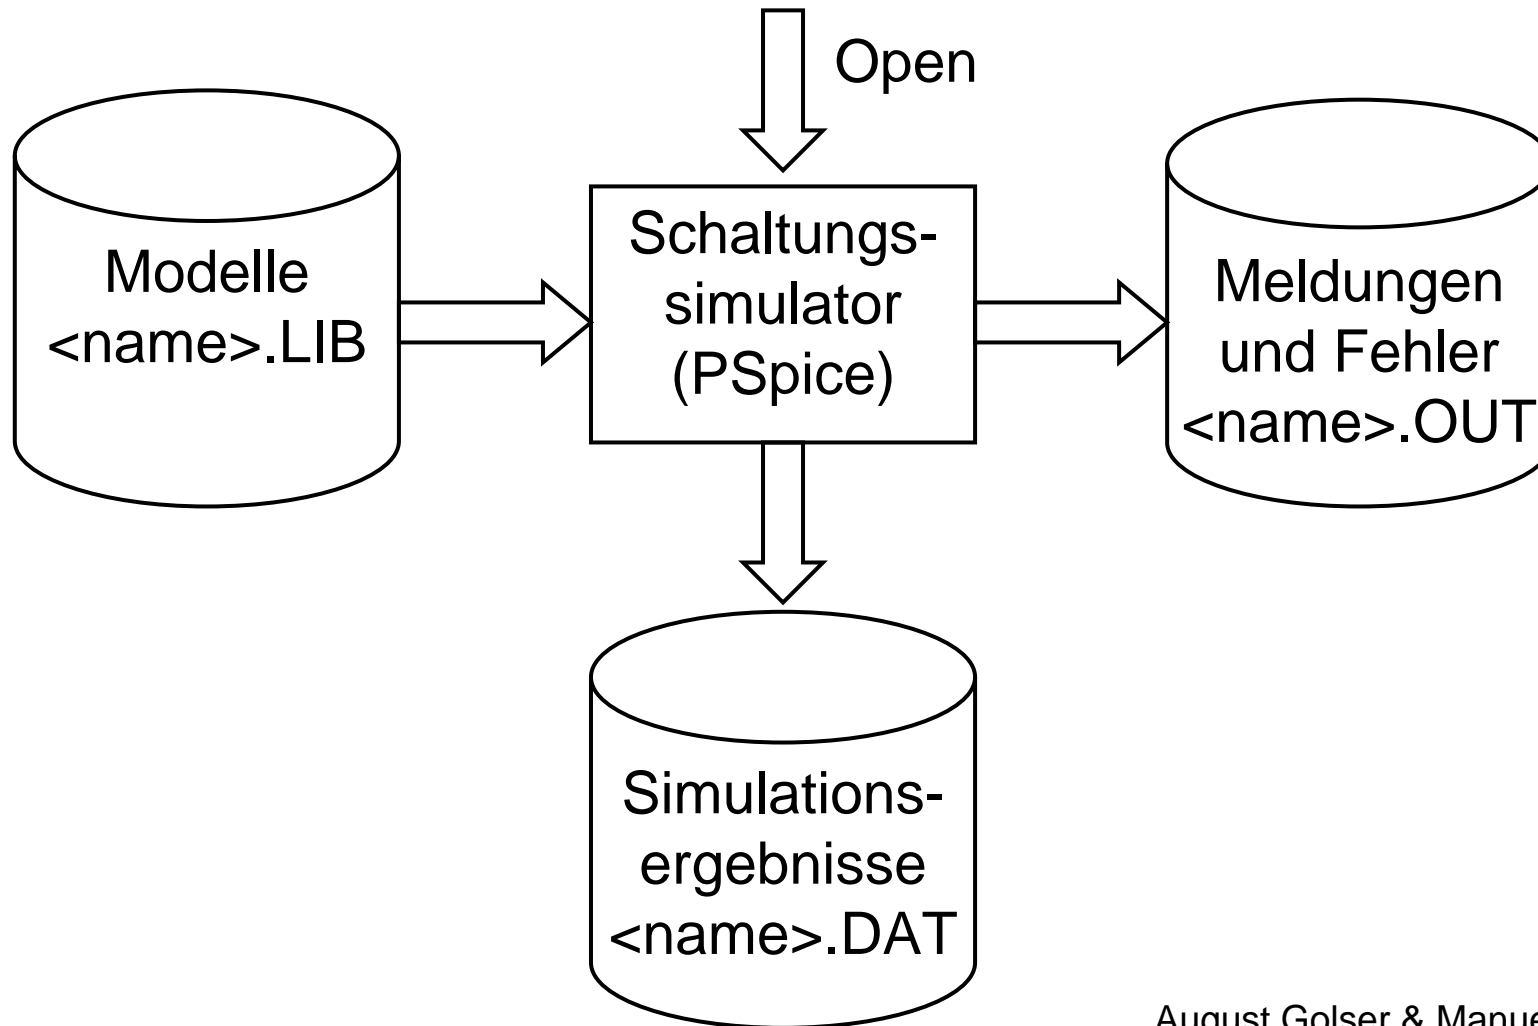 Open
Modelle
<name>.LIB
Schaltungs-
simulator
(PSpice)
Meldungen
und Fehler
<name>.OUT
Simulations-
ergebnisse
<name>.DAT
August Golser & Manue